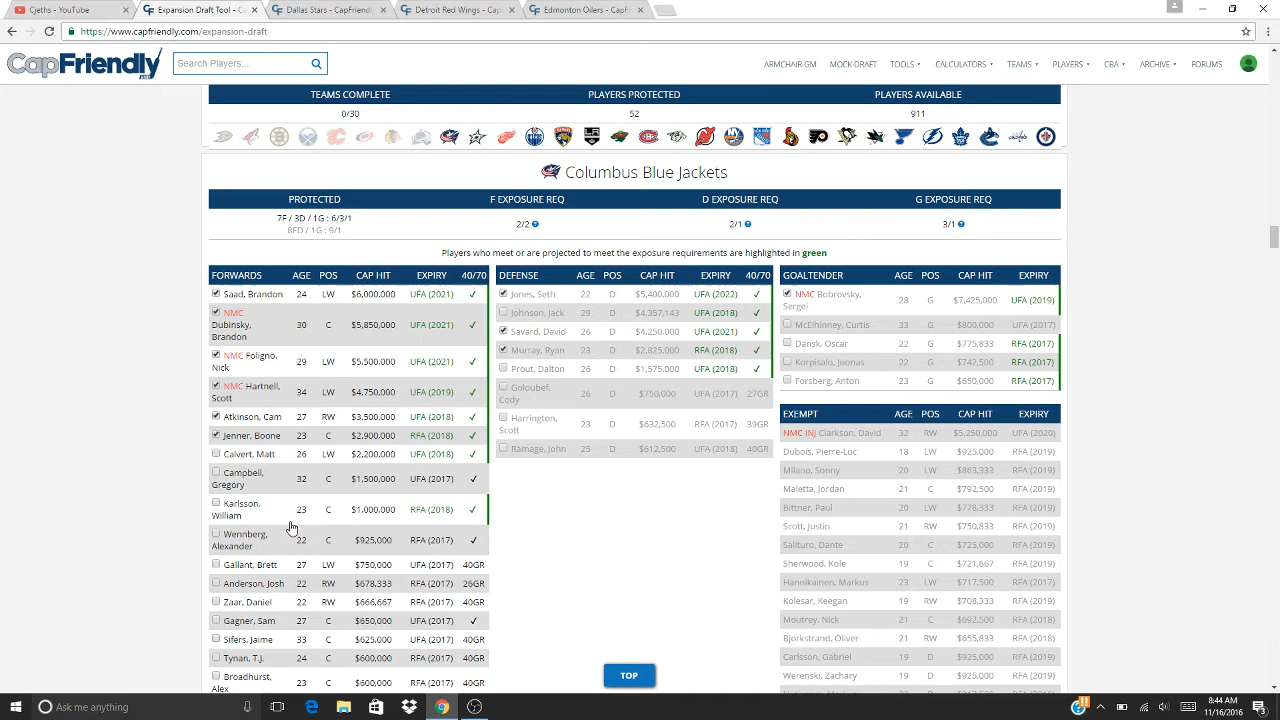 Cjeths - YouTube
Expansion Draft Tool - Ca
Dallas Stars - CapFriendl
Detroit Red Wings - Capf
Edmonton Oilers - CapFri
https://www.capfriendly.com/expansion-draft
CapFriendly
Search Players...
ARMCHAIR-GM MOCK-DRAFT TOOLS CALCULATORS TEAMS PLAYERS CBA ARCHIVE FORUMS
TEAMS COMPLETE PLAYERS PROTECTED PLAYERS AVAILABLE
0/30 52 911
Columbus Blue Jackets
PROTECTED F EXPOSURE REQ D EXPOSURE REQ G EXPOSURE REQ
7F / 3D / 1G : 6/3/1
8FD / 1G : 9/1
2/2 2/1 3/1
Players who meet or are projected to meet the exposure requirements are highlighted in green
FORWARDS AGE POS CAP HIT EXPIRY 40/70
Saad, Brandon 24 LW $6,000,000 UFA (2021) ✓
NMC Dubinsky, Brandon 30 C $5,850,000 UFA (2021) ✓
NMC Foligno, Nick 29 LW $5,500,000 UFA (2021) ✓
NMC Hartnell, Scott 34 LW $4,750,000 UFA (2019) ✓
Atkinson, Cam 27 RW $3,500,000 UFA (2018) ✓
Jenner, Boone 23 C $2,900,000 RFA (2018) ✓
Calvert, Matt 26 LW $2,200,000 UFA (2018) ✓
Campbell, Gregory 32 C $1,500,000 UFA (2017) ✓
Karlsson, William 23 C $1,000,000 RFA (2018) ✓
Wennberg, Alexander 22 C $925,000 RFA (2017) ✓
Gallant, Brett 27 LW $750,000 UFA (2017) 40GR
Anderson, Josh 22 RW $678,333 RFA (2017) 26GR
Zaar, Daniel 22 RW $666,667 RFA (2017) 40GR
Gagner, Sam 27 C $650,000 UFA (2017) ✓
Sifers, Jaime 33 C $625,000 UFA (2017) 40GR
Tynan, T.J. 24 C $600,000 RFA (2017) 40GR
Broadhurst, Alex 23 C $600,000 RFA (2017) 40GR
DEFENSE AGE POS CAP HIT EXPIRY 40/70
Jones, Seth 22 D $5,400,000 UFA (2022) ✓
Johnson, Jack 29 D $4,357,143 UFA (2018) ✓
Savard, David 26 D $4,250,000 UFA (2021) ✓
Murray, Ryan 23 D $2,825,000 RFA (2018) ✓
Prout, Dalton 26 D $1,575,000 UFA (2018) ✓
Goloubef, Cody 26 D $750,000 UFA (2017) 27GR
Harrington, Scott 23 D $632,500 RFA (2017) 39GR
Ramage, John 25 D $612,500 UFA (2018) 40GR
GOALTENDER AGE POS CAP HIT EXPIRY
NMC Bobrovsky, Sergei 28 G $7,425,000 UFA (2019)
McElhinney, Curtis 33 G $800,000 UFA (2017)
Dansk, Oscar 22 G $775,833 RFA (2017)
Korpisalo, Joonas 22 G $742,500 RFA (2017)
Forsberg, Anton 23 G $650,000 RFA (2017)
EXEMPT AGE POS CAP HIT EXPIRY
NMC INJ Clarkson, David 32 RW $5,250,000 UFA (2020)
Dubois, Pierre-Luc 18 LW $925,000 RFA (2019)
Milano, Sonny 20 LW $863,333 RFA (2019)
Maletta, Jordan 21 C $792,500 RFA (2019)
Bittner, Paul 20 LW $778,333 RFA (2019)
Scott, Justin 21 RW $750,833 RFA (2019)
Salituro, Dante 20 C $725,000 RFA (2019)
Sherwood, Kole 19 C $721,667 RFA (2019)
Hannikainen, Markus 23 LW $717,500 RFA (2017)
Kolesar, Keegan 19 RW $708,333 RFA (2019)
Moutrey, Nick 21 C $692,500 RFA (2018)
Bjorkstrand, Oliver 21 RW $655,833 RFA (2018)
Carlsson, Gabriel 19 D $925,000 RFA (2019)
Werenski, Zachary 19 D $925,000 RFA (2019)
TOP
Ask me anything
8:44 AM
11/16/2016